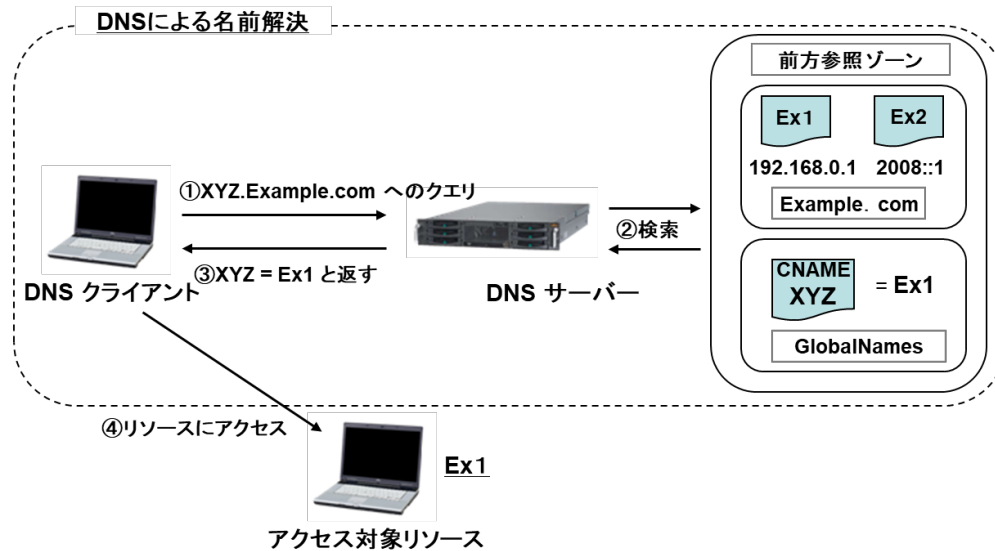 DNSによる名前解決
前方参照ゾーン
Ex1
Ex2
192.168.0.1
2008::1
Example. com
①XYZ.Example.com へのクエリ
②検索
③XYZ = Ex1 と返す
DNS クライアント
DNS サーバー
CNAME
XYZ
= Ex1
GlobalNames
④リソースにアクセス
Ex1
アクセス対象リソース